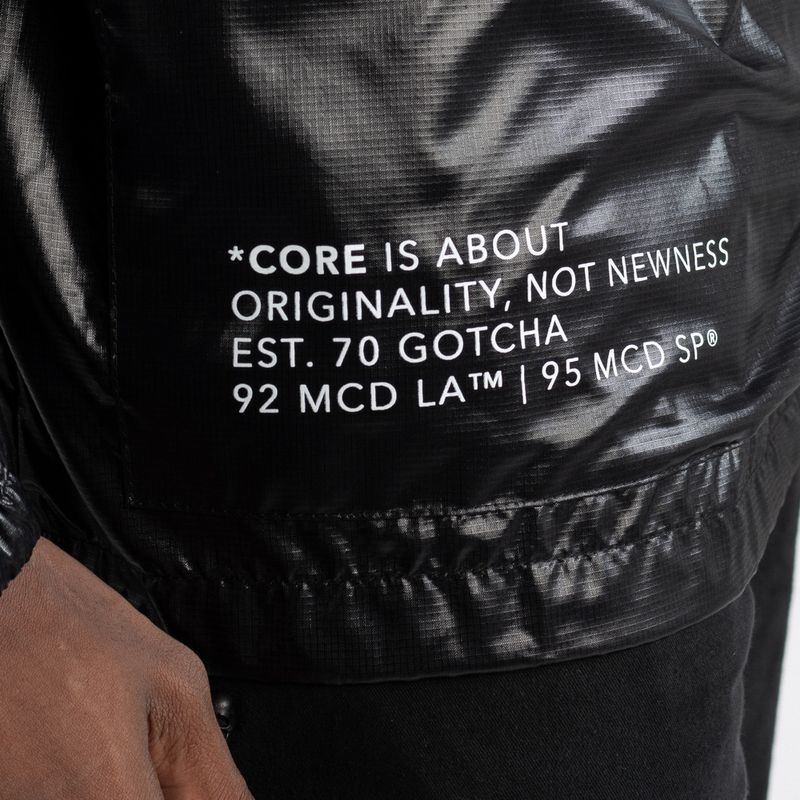 *CORE IS ABOUT
ORIGINALITY, NOT NEWNESS
EST. 70 GOTCHA
92 MCD LA™ | 95 MCD SP®